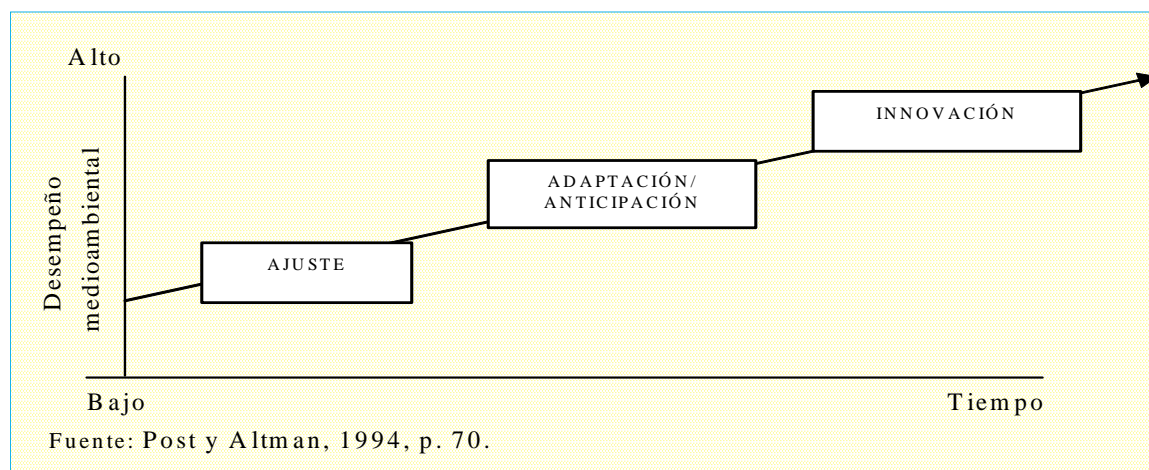 Alto
INNOVACIÓN
ADAPTACIÓN/
ANTICIPACIÓN
AJUSTE
Desempeño
medioambiental
Bajo
Tiempo
Fuente: Post y Altman, 1994, p. 70.